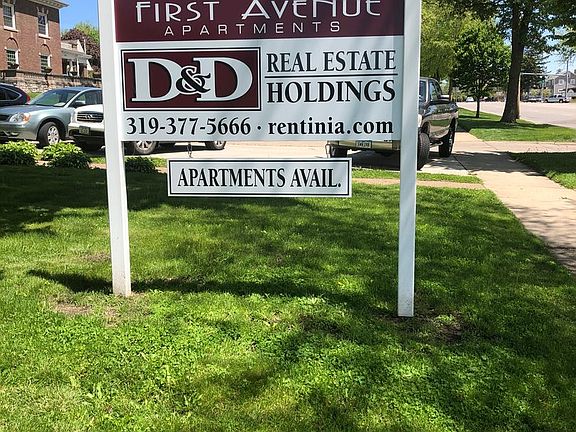 FIRST AVENUE
APARTMENTS
D&D REAL ESTATE
HOLDINGS
319-377-5666 · rentinia.com
APARTMENTS AVAIL.